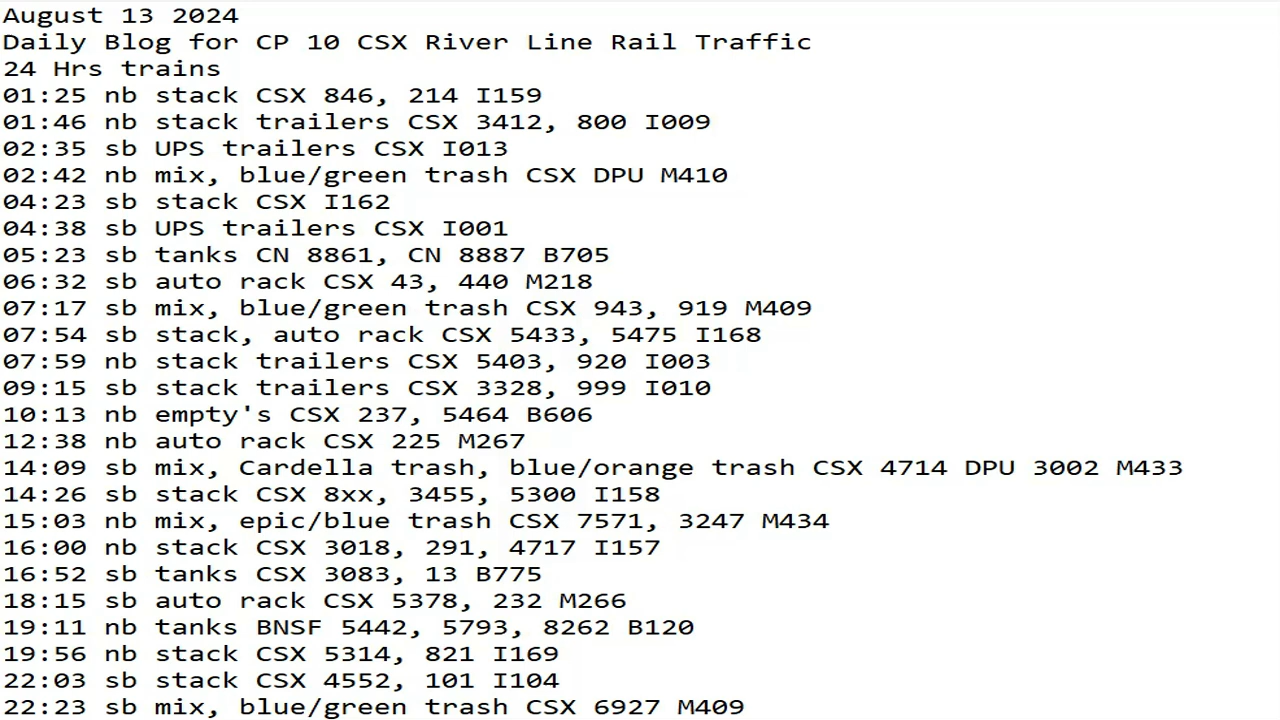 August 13 2024
Daily Blog for CP 10 CSX River Line Rail Traffic
24 Hrs trains
01:25 nb stack CSX 846, 214 I159
01:46 nb stack trailers CSX 3412, 800 I009
02:35 sb UPS trailers CSX I013
02:42 nb mix, blue/green trash CSX DPU M410
04:23 sb stack CSX I162
04:38 sb UPS trailers CSX I001
05:23 sb tanks CN 8861, CN 8887 B705
06:32 sb auto rack CSX 43, 440 M218
07:17 sb mix, blue/green trash CSX 943, 919 M409
07:54 sb stack, auto rack CSX 5433, 5475 I168
07:59 nb stack trailers CSX 5403, 920 I003
09:15 sb stack trailers CSX 3328, 999 I010
10:13 nb empty's CSX 237, 5464 B606
12:38 nb auto rack CSX 225 M267
14:09 sb mix, Cardella trash, blue/orange trash CSX 4714 DPU 3002 M433
14:26 sb stack CSX 8xx, 3455, 5300 I158
15:03 nb mix, epic/blue trash CSX 7571, 3247 M434
16:00 nb stack CSX 3018, 291, 4717 I157
16:52 sb tanks CSX 3083, 13 B775
18:15 sb auto rack CSX 5378, 232 M266
19:11 nb tanks BNSF 5442, 5793, 8262 B120
19:56 nb stack CSX 5314, 821 I169
22:03 sb stack CSX 4552, 101 I104
22:23 sb mix, blue/green trash CSX 6927 M409